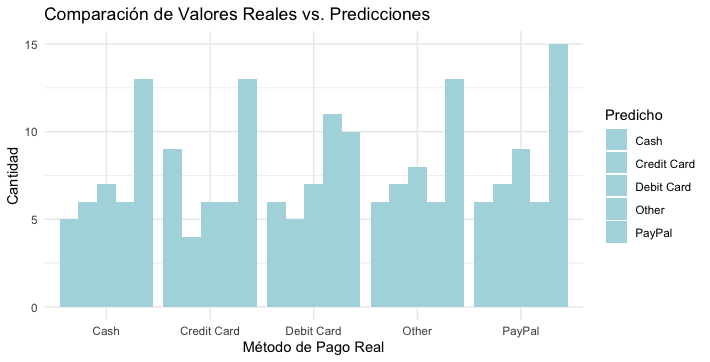 Comparación de Valores Reales vs. Predicciones
Cantidad
15
10
5
0
Cash
Credit Card
Debit Card
Other
PayPal
Método de Pago Real
Predicho
Cash
Credit Card
Debit Card
Other
PayPal